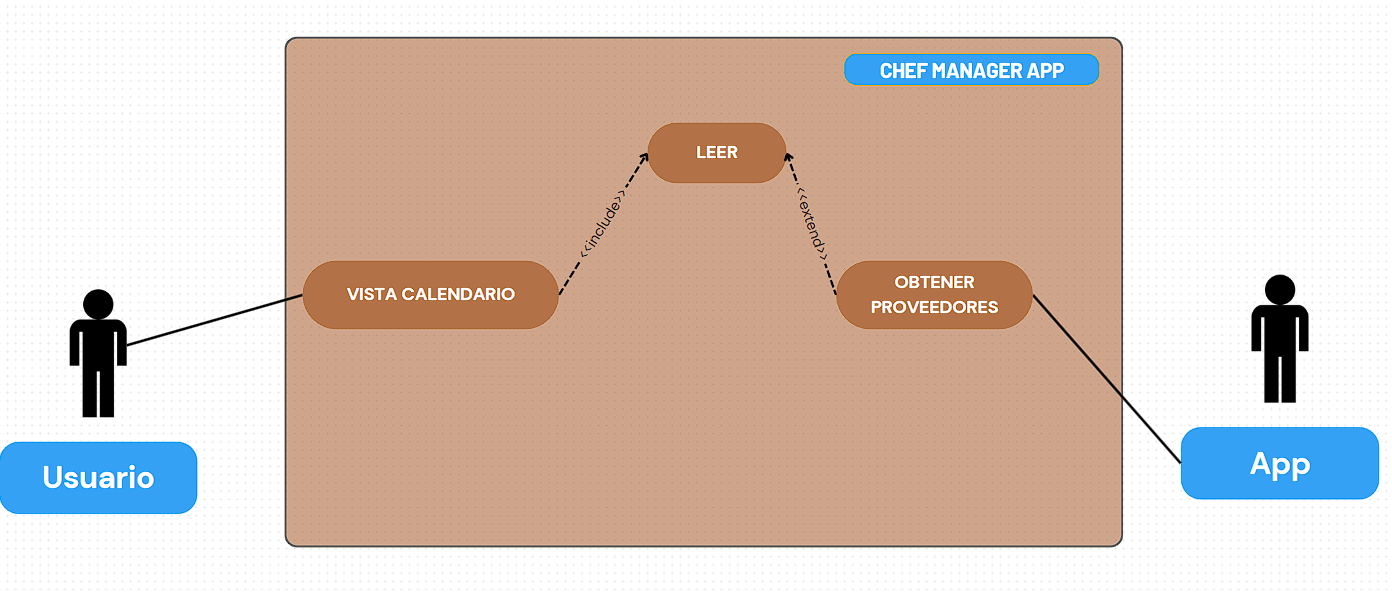 CHEF MANAGER APP
LEER
<<include>>
<<extend>>
VISTA CALENDARIO
OBTENER
PROVEEDORES
Usuario
App